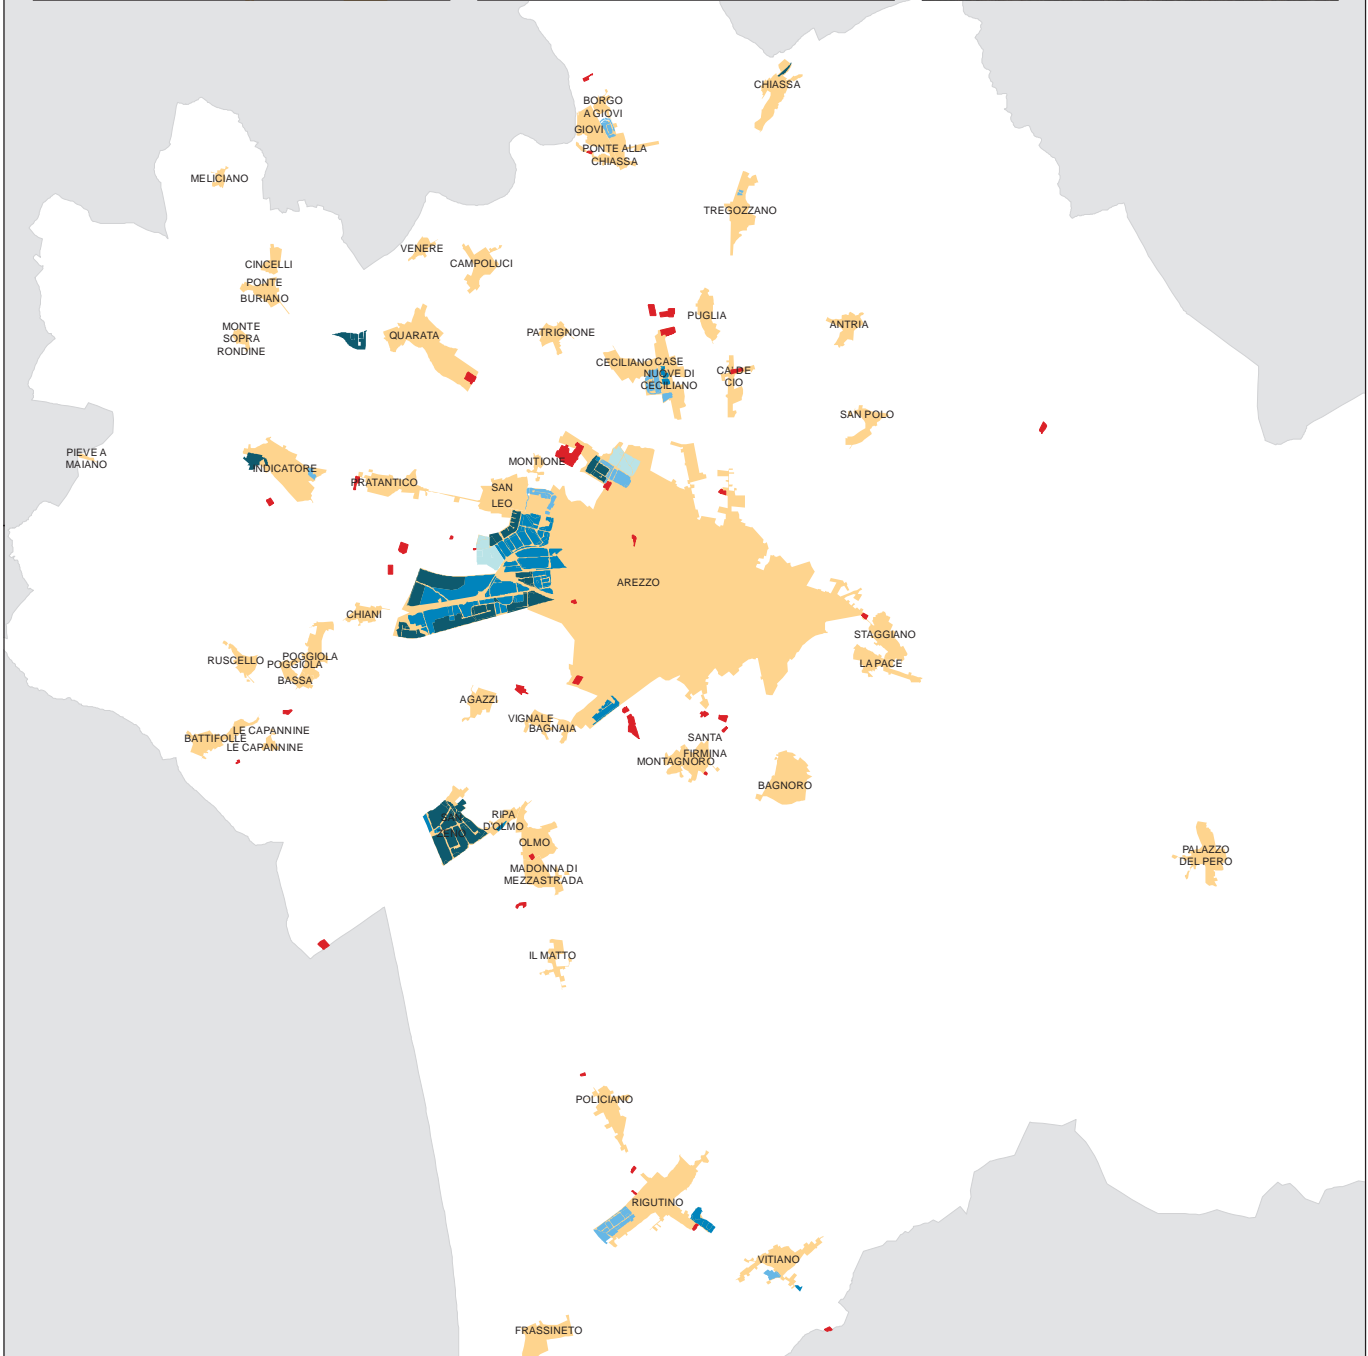 CHIASSA
BORGO
A GIOVI
GIOVI
PONTE ALLA
CHIASSA
MELICIANO
TREGOZZANO
VENERE
CAMPOLUCI
CINCELLI
PONTE
BURIANO
MONTE
SOPRA
RONDINE
QUARATA
PATRIGNONE
PUGLIA
ANTRIA
CECILIANO
CASE
NUOVE DI
CECILIANO
CA DE
CIO
SAN POLO
PIEVE A
MAIANO
INDICATORE
PRATANTICO
MONTIONE
SAN
LEO
AREZZO
CHIANI
STAGGIANO
LA PACE
RUSCELLO
POGGIOLA
POGGIOLA
BASSA
AGAZZI
VIGNALE
BAGNAIA
LE CAPANNINE
BATTIFOLLE
LE CAPANNINE
SANTA
FIRMINA
MONTAGNORO
BAGNORO
SAN
ZENO
RIPA
D'OLMO
OLMO
MADONNA DI
MEZZASTRADA
PALAZZO
DEL PERO
IL MATTO
POLICIANO
RIGUTINO
VITIANO
FRASSINETO